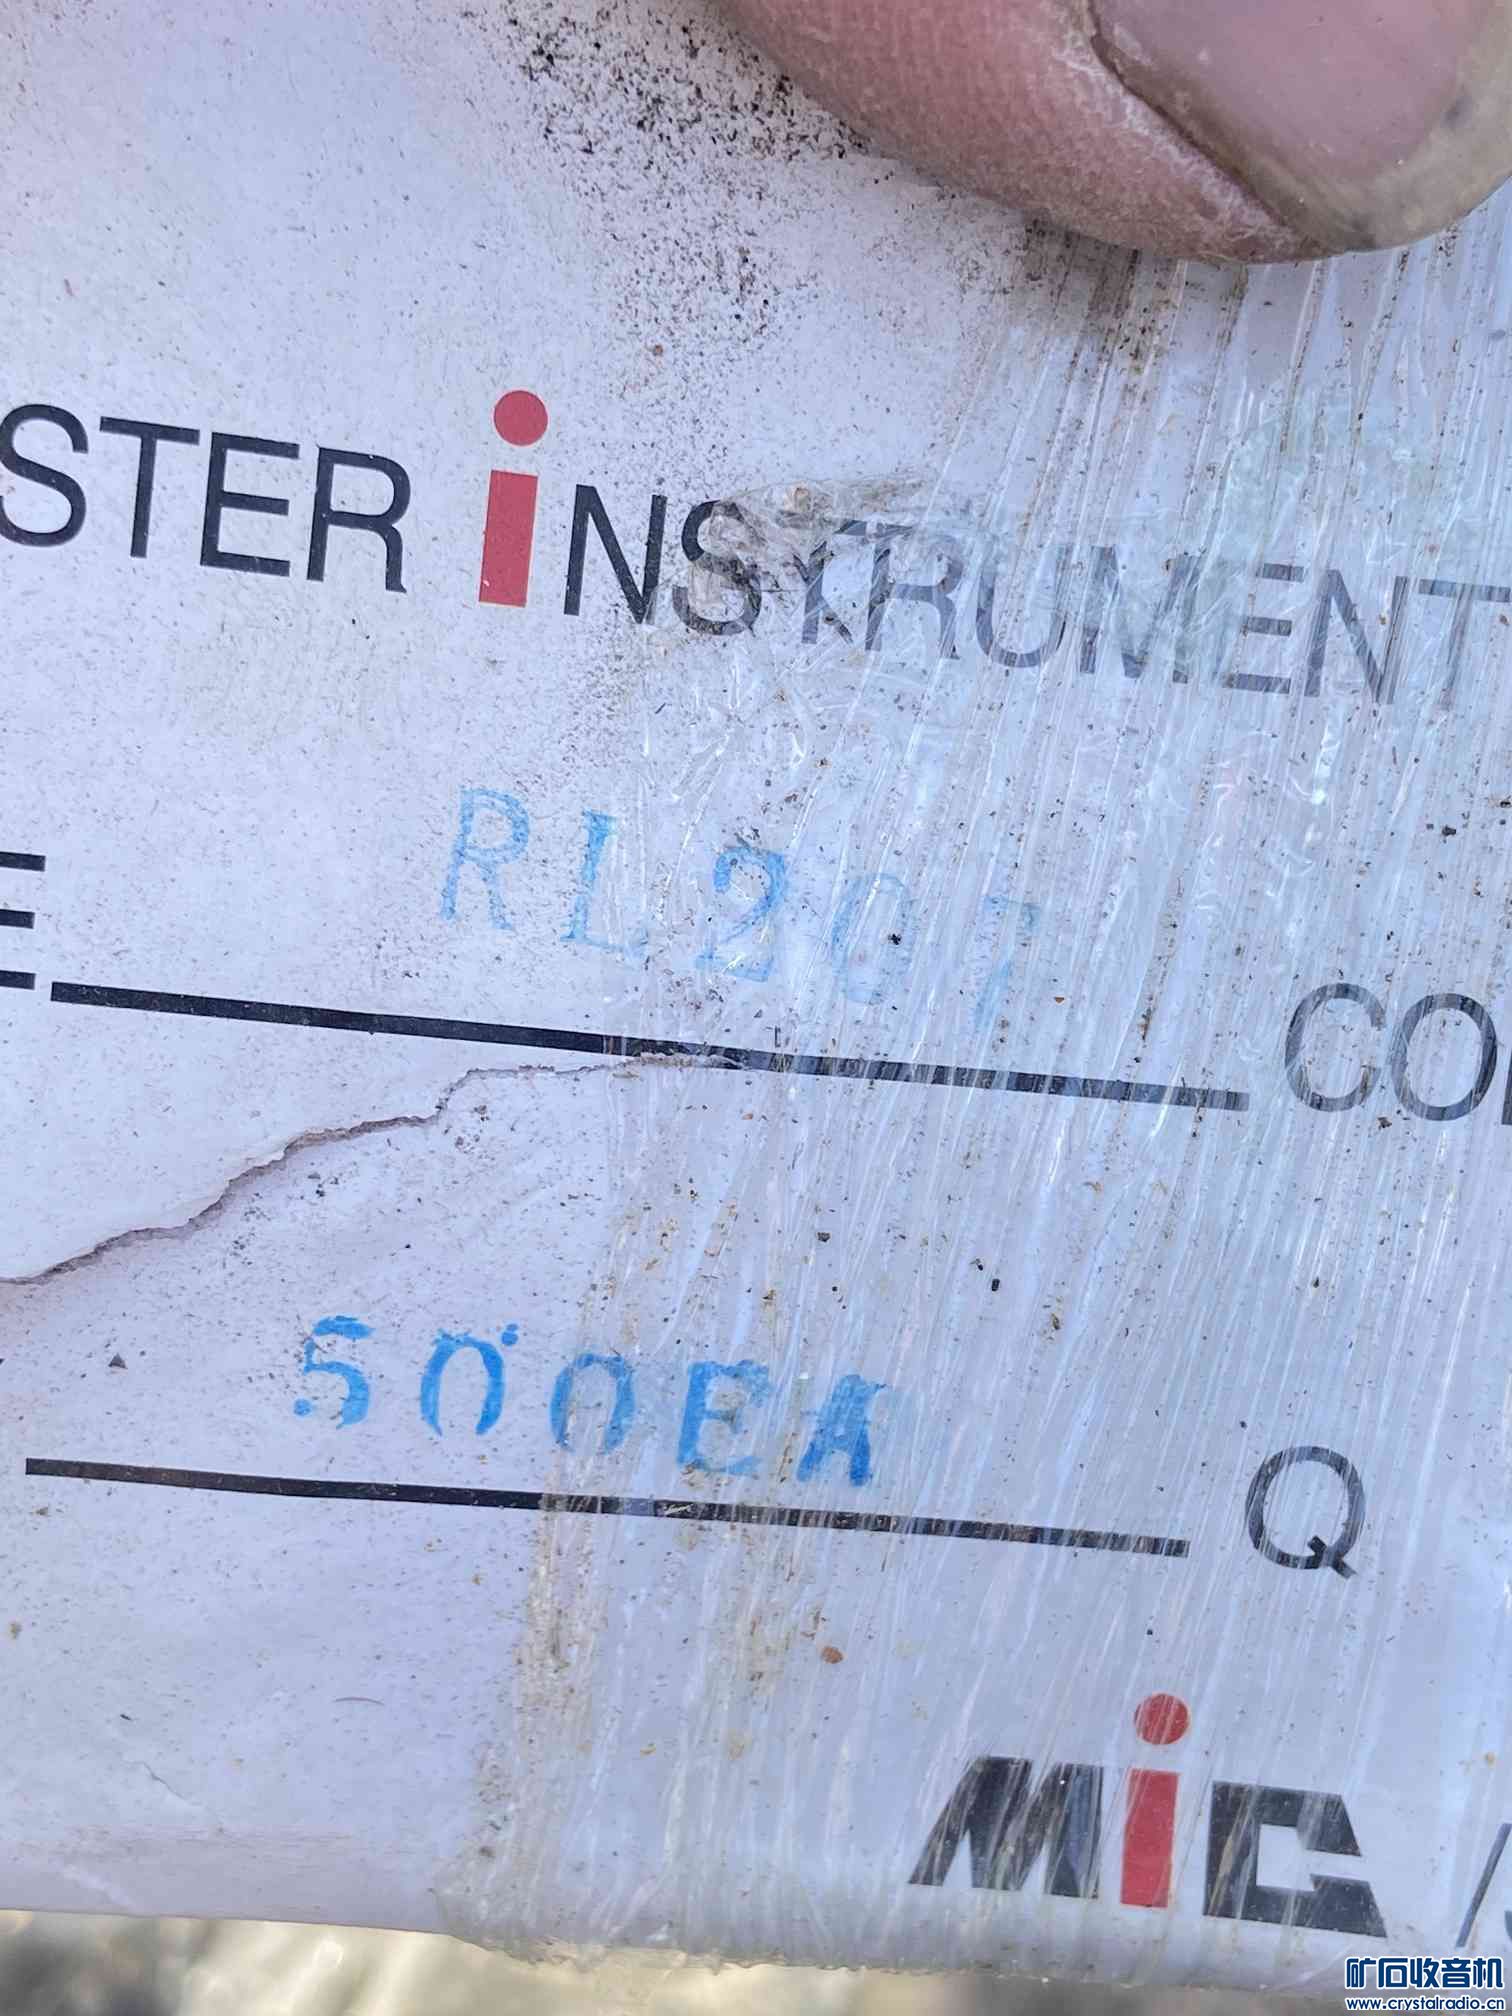 STER iNSTRUMENT
RL207
E
CO
500EA
Q
MiC /
矿石收音机
www.crystalradio.cn